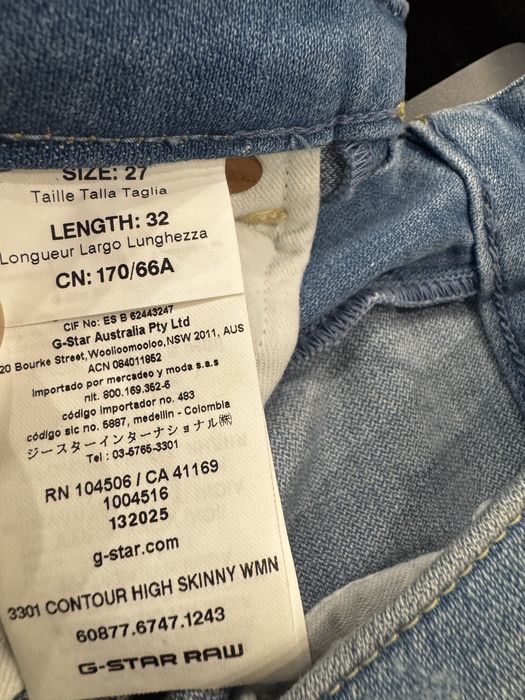 SIZE: 27
Taille Talla Taglia
LENGTH: 32
Longueur Largo Lunghezza
CN: 170/66A
CIF No: ES B 62443247
G-Star Australia Pty Ltd
20 Bourke Street, Woolloomooloo, NSW 2011, AUS
ACN 084011852
Importado por mercadeo y moda s.a.s
nit. 800.169.352-6
código importador no. 483
código sic no. 5887, medellin - Colombia
ジースターインターナショナル㈱
Tel : 03-5765-3301
RN 104506 / CA 41169
1004516
132025
g-star.com
3301 CONTOUR HIGH SKINNY WMN
60877.6747.1243
G-STAR RAW